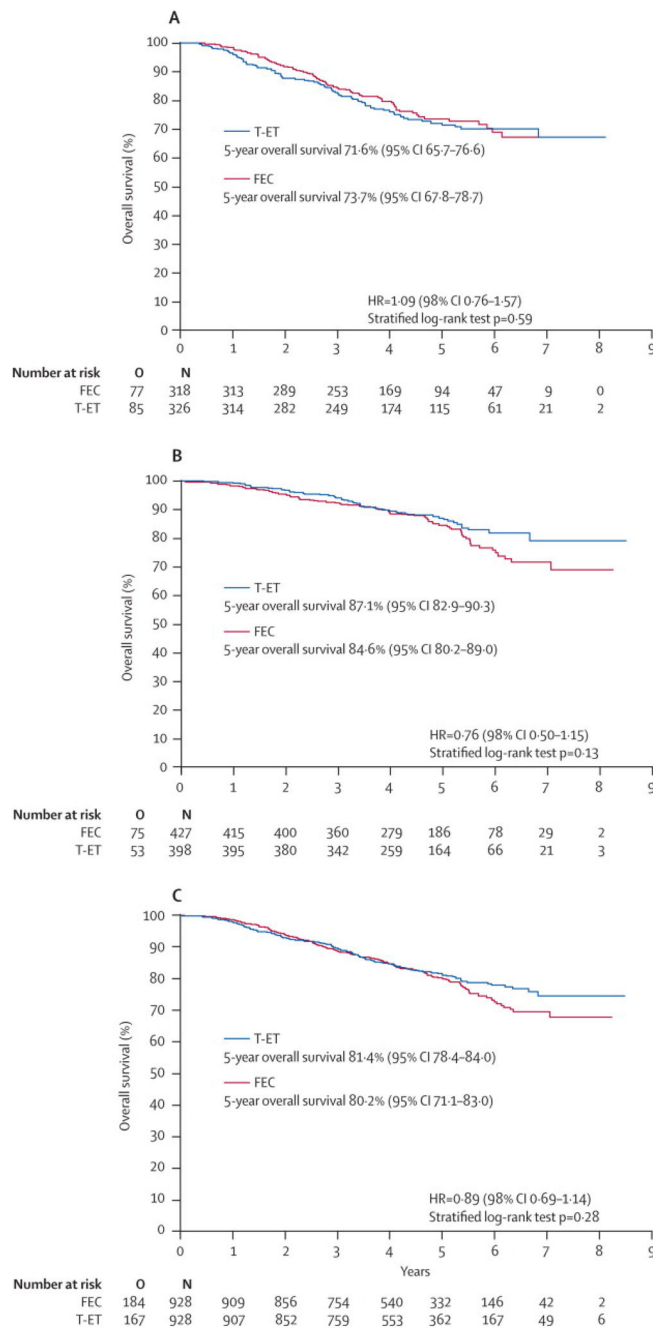 A
100
90
80
70
60
50
40
30
20
10
0
Overall survival (%)
T-ET
5-year overall survival 71·6% (95% CI 65·7–76·6)
FEC
5-year overall survival 73·7% (95% CI 67·8–78·7)
HR=1·09 (98% CI 0·76–1·57)
Stratified log-rank test p=0·59
0 1 2 3 4 5 6 7 8 9
Number at risk O N
FEC 77 318 313 289 253 169 94 47 9 0
T-ET 85 326 314 282 249 174 115 61 21 2
B
100
90
80
70
60
50
40
30
20
10
0
Overall survival (%)
T-ET
5-year overall survival 87·1% (95% CI 82·9–90·3)
FEC
5-year overall survival 84·6% (95% CI 80·2–89·0)
HR=0·76 (98% CI 0·50–1·15)
Stratified log-rank test p=0·13
0 1 2 3 4 5 6 7 8 9
Number at risk O N
FEC 75 427 415 400 360 279 186 78 29 2
T-ET 53 398 395 380 342 259 164 66 21 3
C
100
90
80
70
60
50
40
30
20
10
0
Overall survival (%)
T-ET
5-year overall survival 81·4% (95% CI 78·4–84·0)
FEC
5-year overall survival 80·2% (95% CI 71·1–83·0)
HR=0·89 (98% CI 0·69–1·14)
Stratified log-rank test p=0·28
0 1 2 3 4 5 6 7 8 9
Years
Number at risk O N
FEC 184 928 909 856 754 540 332 146 42 2
T-ET 167 928 907 852 759 553 362 167 49 6